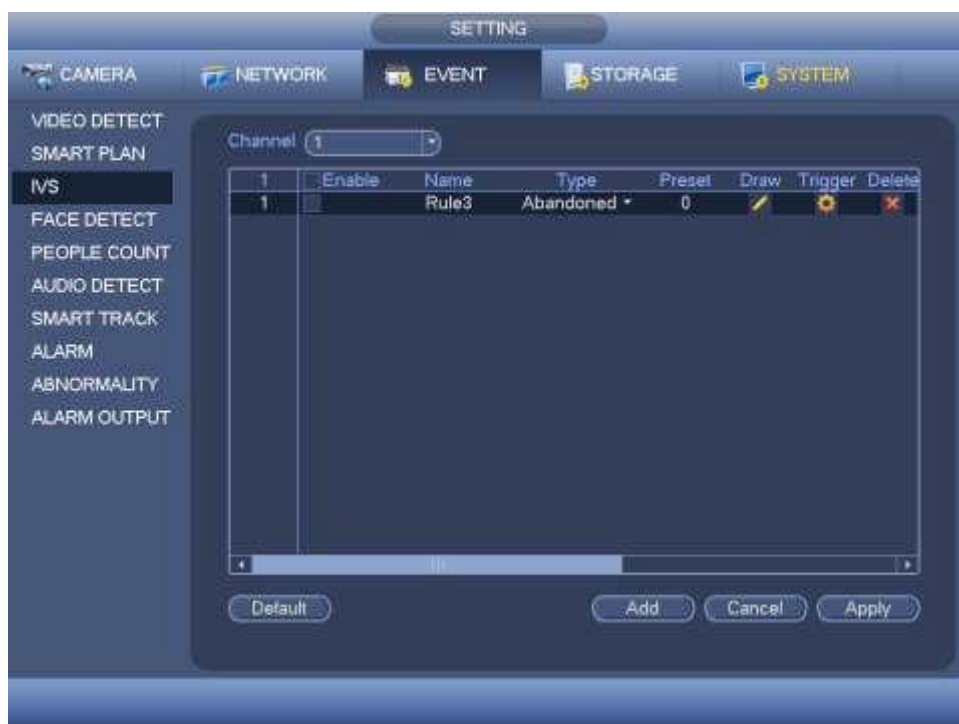 SETTING
CAMERA NETWORK EVENT STORAGE SYSTEM
VIDEO DETECT
SMART PLAN
IVS
FACE DETECT
PEOPLE COUNT
AUDIO DETECT
SMART TRACK
ALARM
ABNORMALITY
ALARM OUTPUT
Channel 1
1 Enable Name Type Preset Draw Trigger Delete
1 Rule3 Abandoned 0
Default Add Cancel Apply